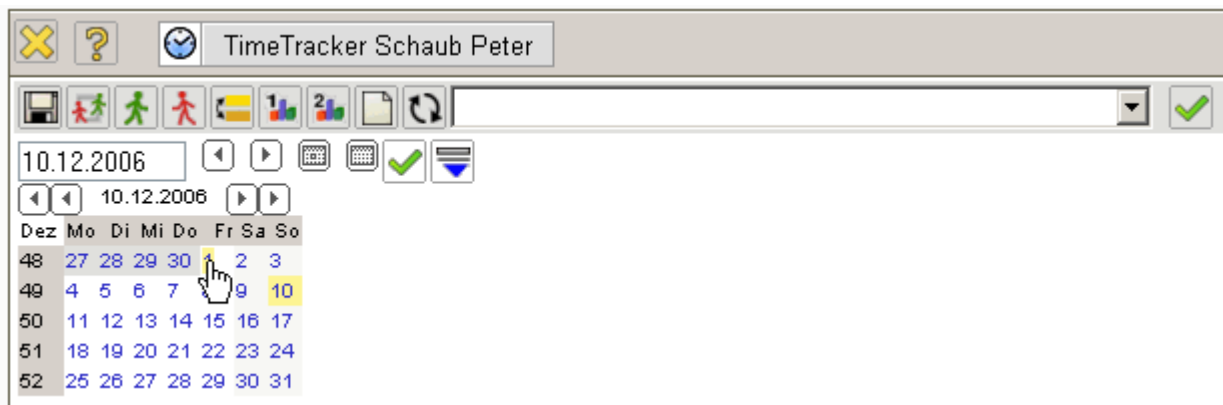 TimeTracker Schaub Peter
1 2
10.12.2006
10.12.2006
Dez Mo Di Mi Do Fr Sa So
48 27 28 29 30 1 2 3
49 4 5 6 7 9 10
50 11 12 13 14 15 16 17
51 18 19 20 21 22 23 24
52 25 26 27 28 29 30 31